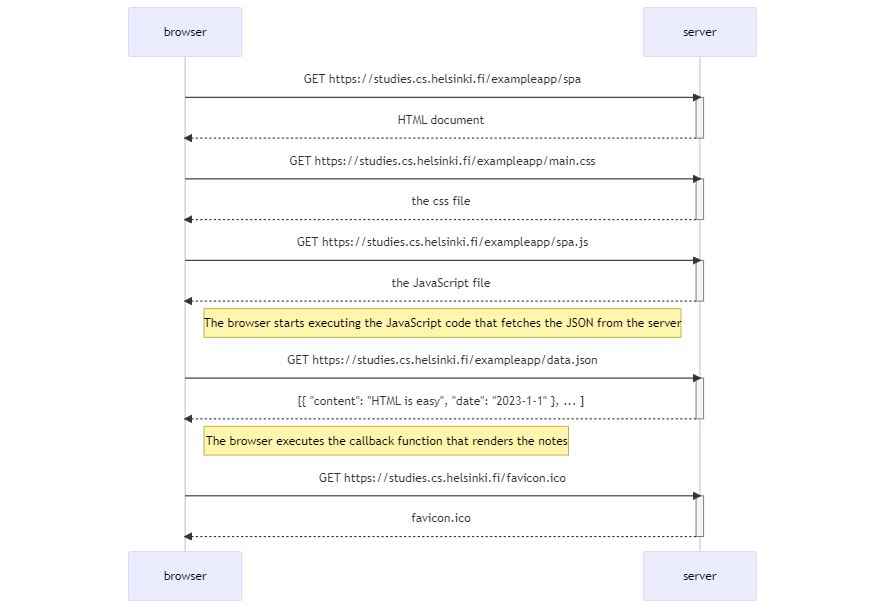 browser server
GET https://studies.cs.helsinki.fi/exampleapp/spa
HTML document
GET https://studies.cs.helsinki.fi/exampleapp/main.css
the css file
GET https://studies.cs.helsinki.fi/exampleapp/spa.js
the JavaScript file
The browser starts executing the JavaScript code that fetches the JSON from the server
GET https://studies.cs.helsinki.fi/exampleapp/data.json
[{ "content": "HTML is easy", "date": "2023-1-1" }, ... ]
The browser executes the callback function that renders the notes
GET https://studies.cs.helsinki.fi/favicon.ico
favicon.ico
browser server